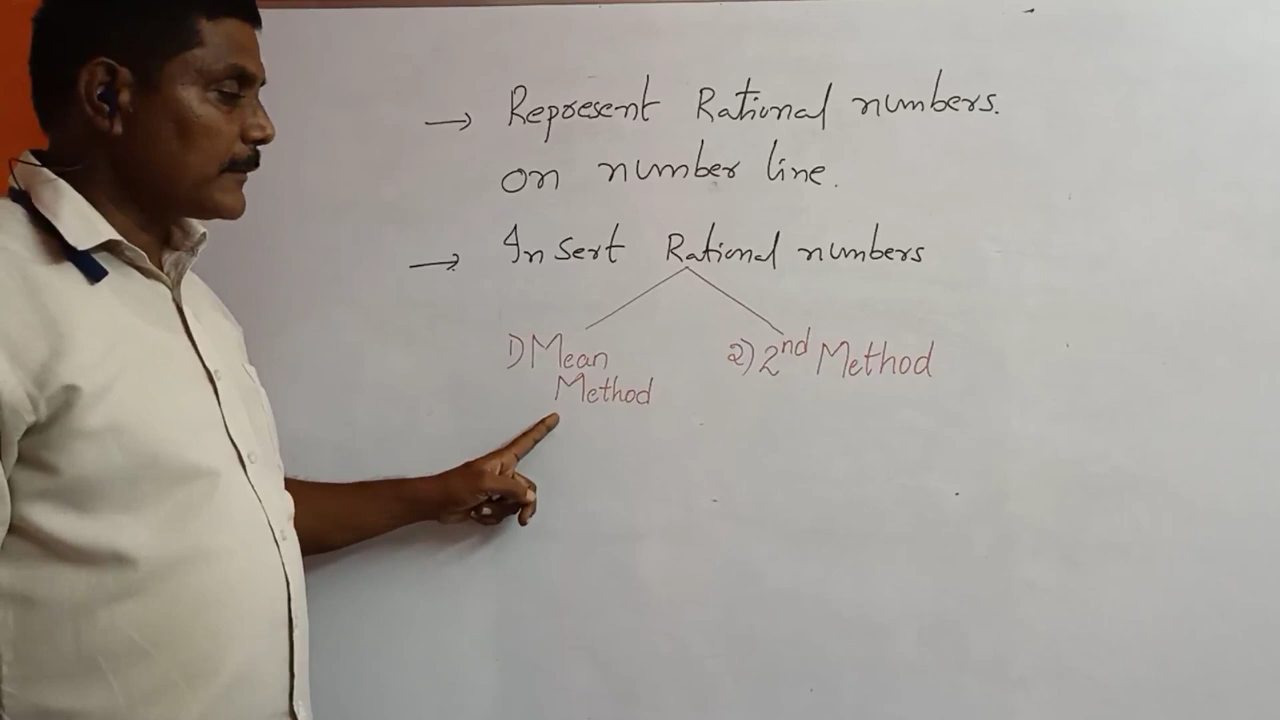 → Represent Rational numbers.
on number line.
→ Insert Rational numbers
1) Mean
Method
2) 2nd Method